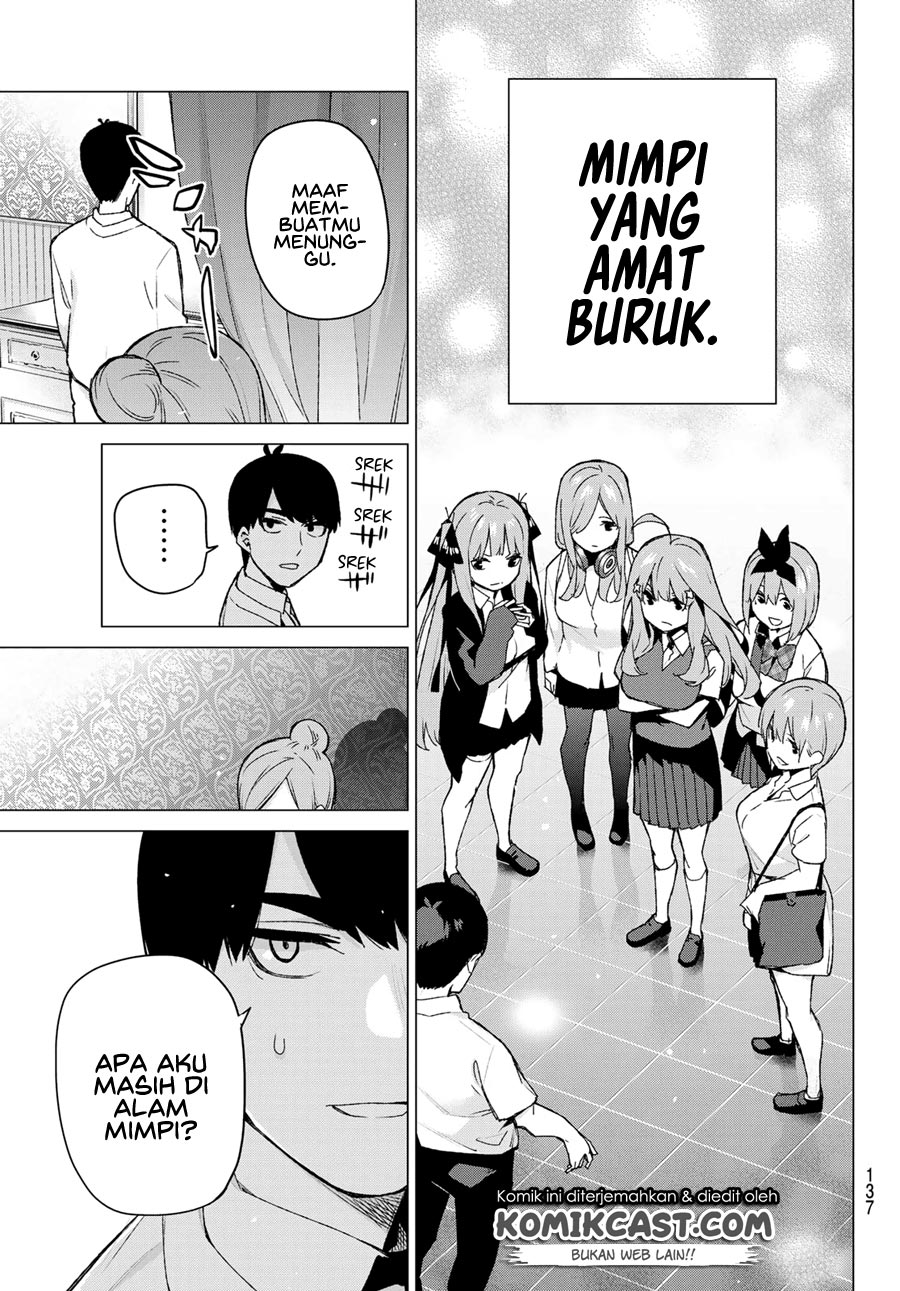 MIMPI
YANG
AMAT
BURUK.
MAAF
MEM-
BUATMU
MENUNG-
GU.
SREK
SREK
SREK
APA AKU
MASIH DI
ALAM
MIMPI?
Komik ini diterjemahkan & diedit oleh
KOMIKCAST.COM
BUKAN WEB LAIN!!
137